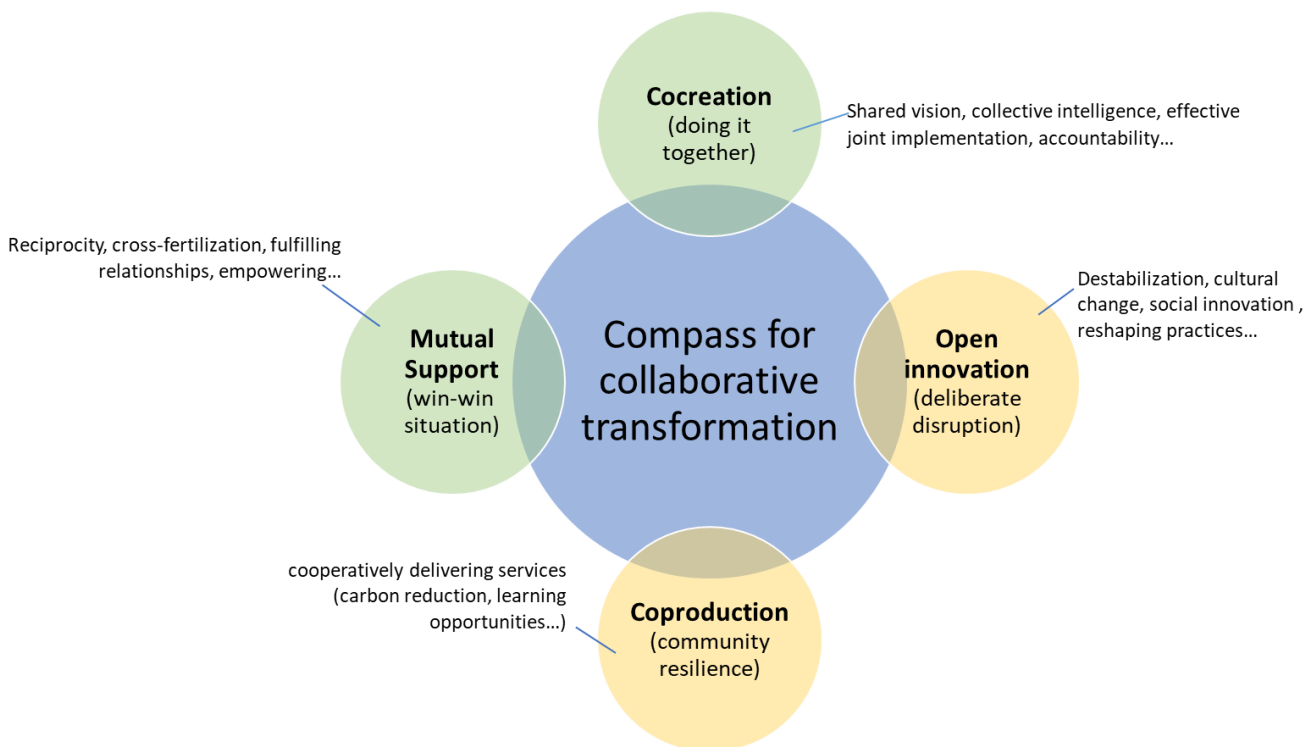 Cocreation
(doing it
together)
Shared vision, collective intelligence, effective
joint implementation, accountability…
Reciprocity, cross-fertilization, fulfilling
relationships, empowering…
Mutual
Support
(win-win
situation)
Compass for
collaborative
transformation
Destabilization, cultural
change, social innovation ,
reshaping practices…
Open
innovation
(deliberate
disruption)
cooperatively delivering services
(carbon reduction, learning
opportunities…)
Coproduction
(community
resilience)